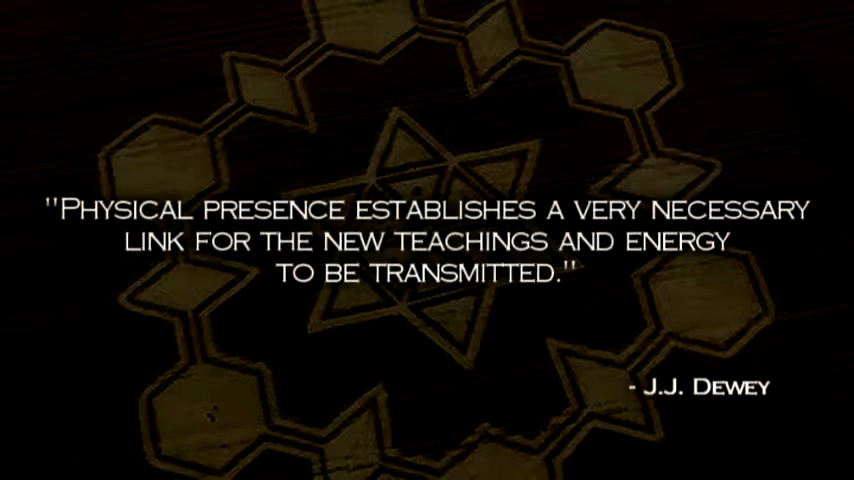 "Physical presence establishes a very necessary
link for the new teachings and energy
to be transmitted."
- J.J. Dewey